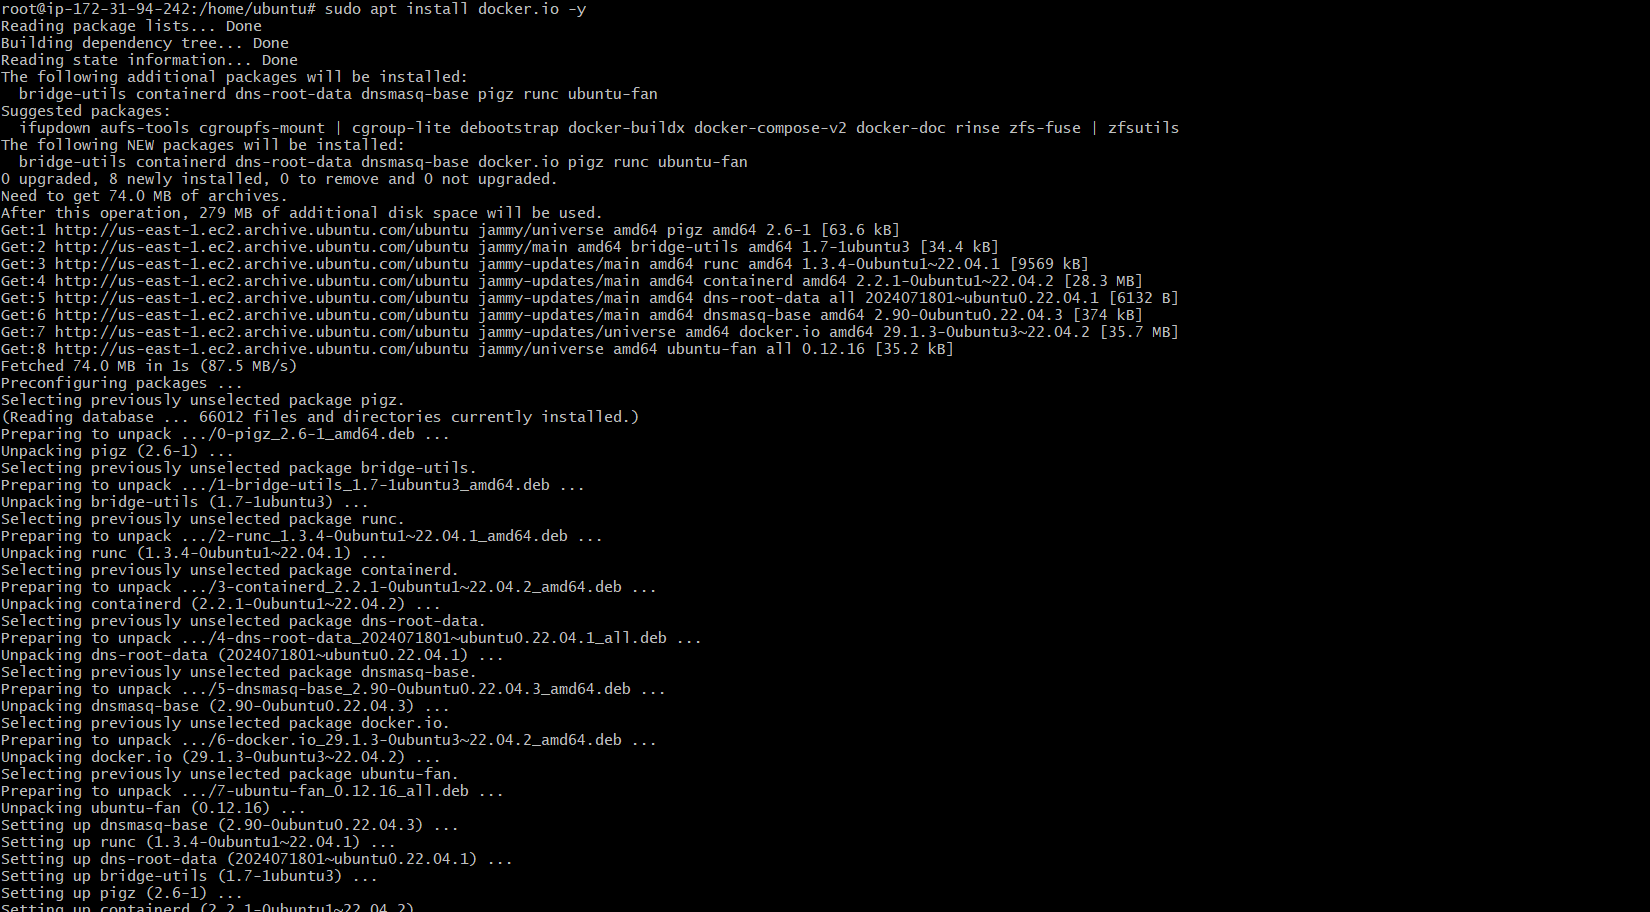 root@ip-172-31-94-242:/home/ubuntu# sudo apt install docker.io -y
Reading package lists... Done
Building dependency tree... Done
Reading state information... Done
The following additional packages will be installed:
  bridge-utils containerd dns-root-data dnsmasq-base pigz runc ubuntu-fan
Suggested packages:
  ifupdown aufs-tools cgroupfs-mount | cgroup-lite debootstrap docker-buildx docker-compose-v2 docker-doc rinse zfs-fuse | zfsutils
The following NEW packages will be installed:
  bridge-utils containerd dns-root-data dnsmasq-base docker.io pigz runc ubuntu-fan
0 upgraded, 8 newly installed, 0 to remove and 0 not upgraded.
Need to get 74.0 MB of archives.
After this operation, 279 MB of additional disk space will be used.
Get:1 http://us-east-1.ec2.archive.ubuntu.com/ubuntu jammy/universe amd64 pigz amd64 2.6-1 [63.6 kB]
Get:2 http://us-east-1.ec2.archive.ubuntu.com/ubuntu jammy/main amd64 bridge-utils amd64 1.7-1ubuntu3 [34.4 kB]
Get:3 http://us-east-1.ec2.archive.ubuntu.com/ubuntu jammy-updates/main amd64 runc amd64 1.3.4-0ubuntu1~22.04.1 [9569 kB]
Get:4 http://us-east-1.ec2.archive.ubuntu.com/ubuntu jammy-updates/main amd64 containerd amd64 2.2.1-0ubuntu1~22.04.2 [28.3 MB]
Get:5 http://us-east-1.ec2.archive.ubuntu.com/ubuntu jammy-updates/main amd64 dns-root-data all 2024071801~ubuntu0.22.04.1 [6132 B]
Get:6 http://us-east-1.ec2.archive.ubuntu.com/ubuntu jammy-updates/main amd64 dnsmasq-base amd64 2.90-0ubuntu0.22.04.3 [374 kB]
Get:7 http://us-east-1.ec2.archive.ubuntu.com/ubuntu jammy-updates/universe amd64 docker.io amd64 29.1.3-0ubuntu3~22.04.2 [35.7 MB]
Get:8 http://us-east-1.ec2.archive.ubuntu.com/ubuntu jammy/universe amd64 ubuntu-fan all 0.12.16 [35.2 kB]
Fetched 74.0 MB in 1s (87.5 MB/s)
Preconfiguring packages ...
Selecting previously unselected package pigz.
(Reading database ... 66012 files and directories currently installed.)
Preparing to unpack .../0-pigz_2.6-1_amd64.deb ...
Unpacking pigz (2.6-1) ...
Selecting previously unselected package bridge-utils.
Preparing to unpack .../1-bridge-utils_1.7-1ubuntu3_amd64.deb ...
Unpacking bridge-utils (1.7-1ubuntu3) ...
Selecting previously unselected package runc.
Preparing to unpack .../2-runc_1.3.4-0ubuntu1~22.04.1_amd64.deb ...
Unpacking runc (1.3.4-0ubuntu1~22.04.1) ...
Selecting previously unselected package containerd.
Preparing to unpack .../3-containerd_2.2.1-0ubuntu1~22.04.2_amd64.deb ...
Unpacking containerd (2.2.1-0ubuntu1~22.04.2) ...
Selecting previously unselected package dns-root-data.
Preparing to unpack .../4-dns-root-data_2024071801~ubuntu0.22.04.1_all.deb ...
Unpacking dns-root-data (2024071801~ubuntu0.22.04.1) ...
Selecting previously unselected package dnsmasq-base.
Preparing to unpack .../5-dnsmasq-base_2.90-0ubuntu0.22.04.3_amd64.deb ...
Unpacking dnsmasq-base (2.90-0ubuntu0.22.04.3) ...
Selecting previously unselected package docker.io.
Preparing to unpack .../6-docker.io_29.1.3-0ubuntu3~22.04.2_amd64.deb ...
Unpacking docker.io (29.1.3-0ubuntu3~22.04.2) ...
Selecting previously unselected package ubuntu-fan.
Preparing to unpack .../7-ubuntu-fan_0.12.16_all.deb ...
Unpacking ubuntu-fan (0.12.16) ...
Setting up dnsmasq-base (2.90-0ubuntu0.22.04.3) ...
Setting up runc (1.3.4-0ubuntu1~22.04.1) ...
Setting up dns-root-data (2024071801~ubuntu0.22.04.1) ...
Setting up bridge-utils (1.7-1ubuntu3) ...
Setting up pigz (2.6-1) ...
Setting up containerd (2.2.1-0ubuntu1~22.04.2)